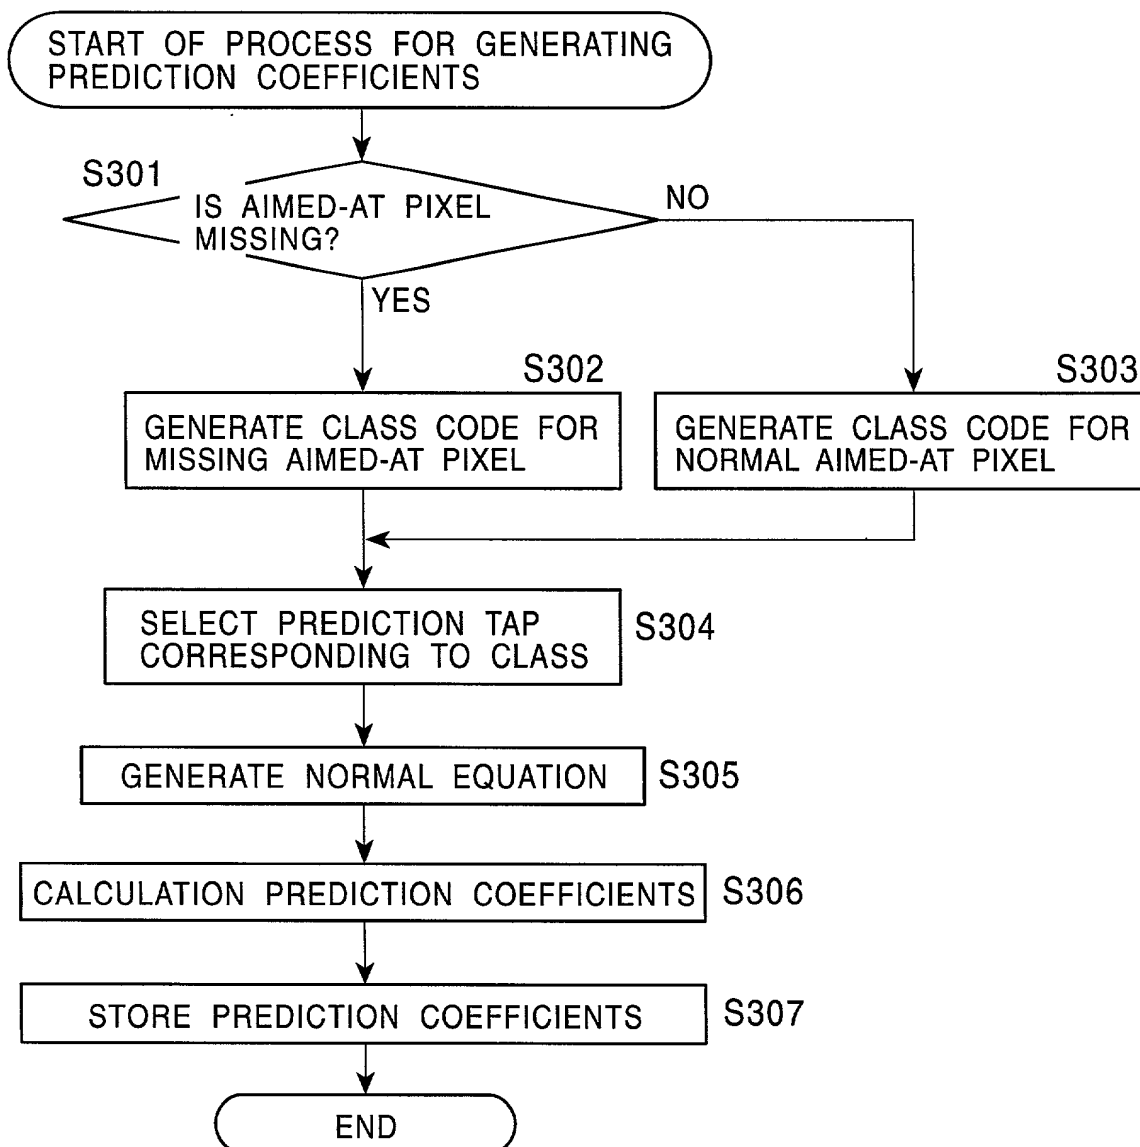 START OF PROCESS FOR GENERATING
PREDICTION COEFFICIENTS
S301
IS AIMED-AT PIXEL
MISSING?
NO
YES
S302
GENERATE CLASS CODE FOR
MISSING AIMED-AT PIXEL
S303
GENERATE CLASS CODE FOR
NORMAL AIMED-AT PIXEL
SELECT PREDICTION TAP
CORRESPONDING TO CLASS
S304
GENERATE NORMAL EQUATION
S305
CALCULATION PREDICTION COEFFICIENTS
S306
STORE PREDICTION COEFFICIENTS
S307
END